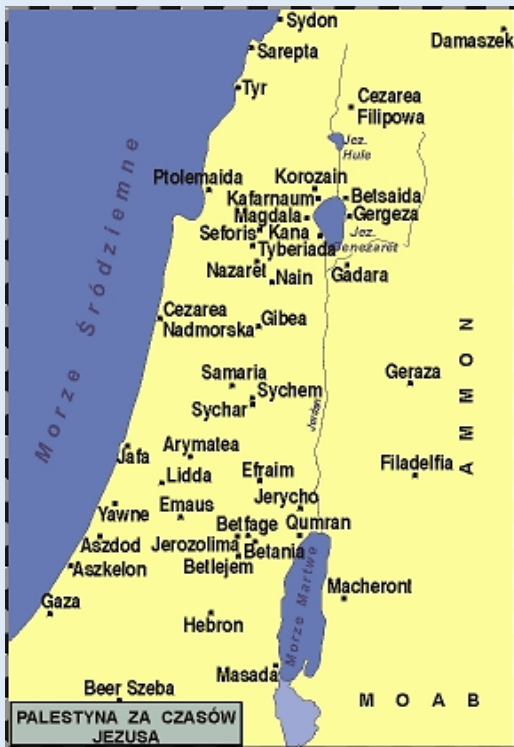 Sydon
Damaszek
Sarepta
Tyr
Cezarea
Filipowa
Jez.
Hule
Ptolemaida
Korozain
Kafarnaum
Betsaida
Magdala
Gergeza
Seforis
Kana
Jez.
Genezaret
Tyberiada
Nazaret
Nain
Gadara
Morze Śródziemne
Cezarea
Nadmorska
Gibea
AMMON
Samaria
Geraza
Sychem
Sychar
Jordan
Jafa
Arymatea
Lidda
Efraim
Filadelfia
Jerycho
Yawne
Emaus
Betfage
Qumran
Aszdod
Jerozolima
Betania
Aszkelon
Betlejem
Morze Martwe
Macheront
Gaza
Hebron
Masada
Beer Szeba
MOAB
PALESTYNA ZA CZASÓW
JEZUSA